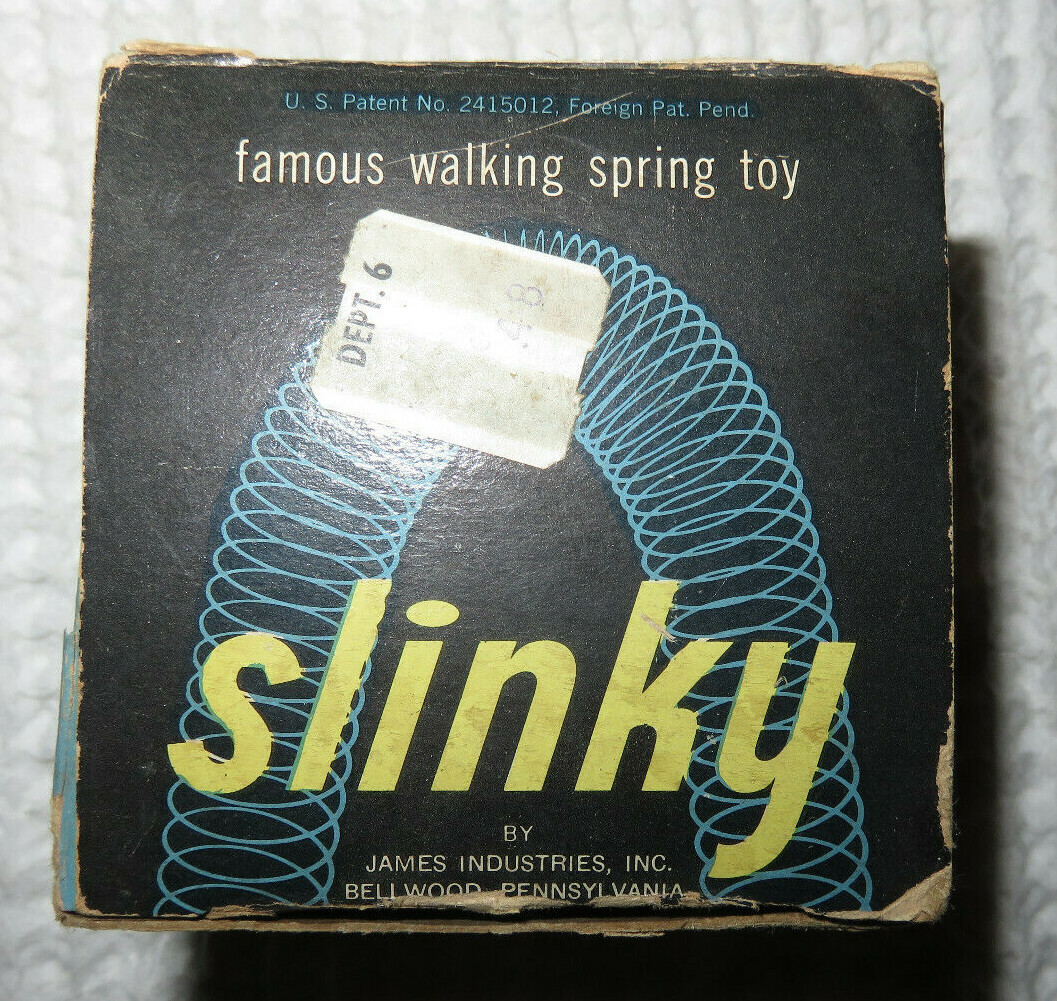 U. S. Patent No. 2415012, Foreign Pat. Pend.
famous walking spring toy
DEPT. 6
slinky
BY
JAMES INDUSTRIES, INC.
BELLWOOD, PENNSYLVANIA